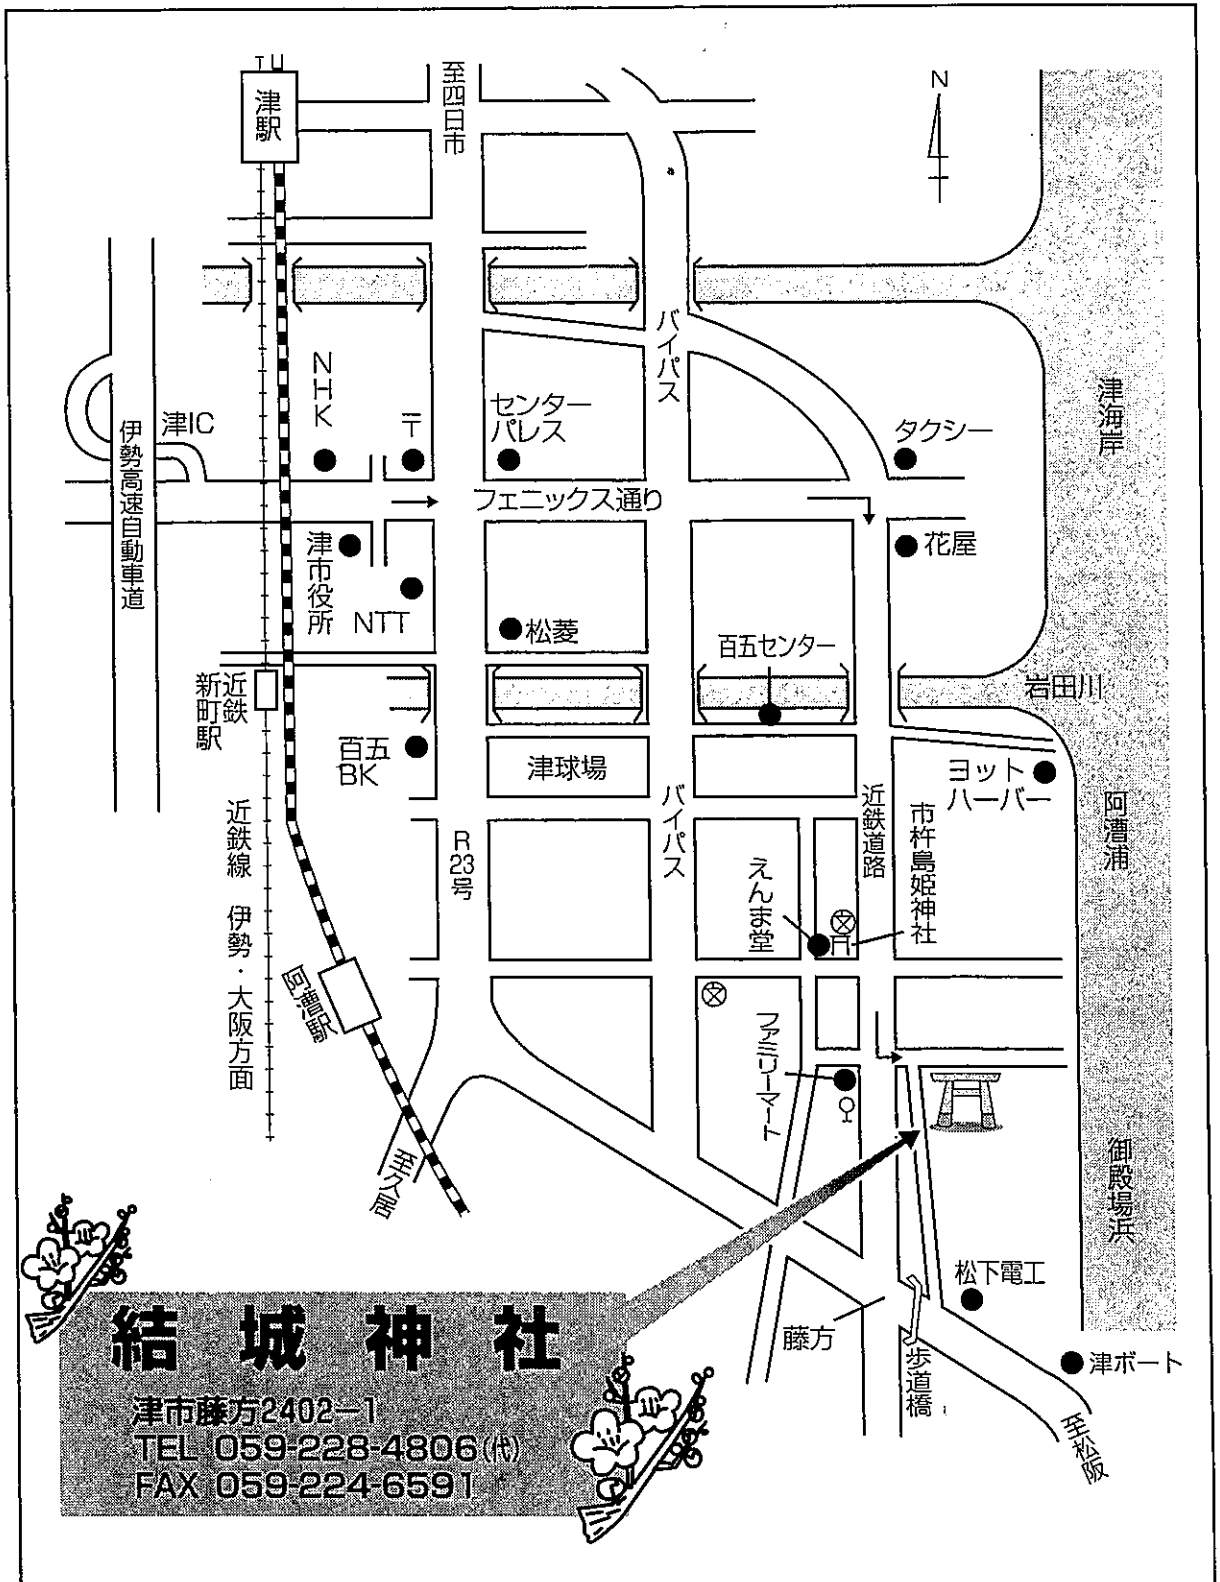 津駅
至四日市
N
バイパス
津海岸
伊勢高速自動車道
津IC
NHK
〒
センター
パレス
タクシー
フェニックス通り
津市役所
NTT
松菱
花屋
百五センター
近鉄
新町駅
岩田川
百五
BK
津球場
ヨット
ハーバー
バイパス
近鉄道路
市杵島姫神社
阿漕浦
近鉄線 伊勢・大阪方面
R23号
えんま堂
阿漕駅
ファミリーマート
至久居
御殿場浜
松下電工
藤方
歩道橋
津ボート
至松阪
結城神社
津市藤方2402-1
TEL 059-228-4806(代)
FAX 059-224-6591